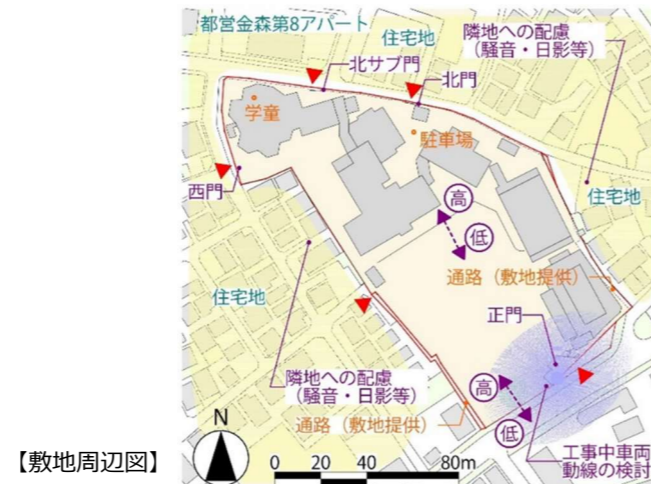 都営金森第8アパート
住宅地
隣地への配慮
（騒音・日影等）
北サブ門
北門
学童
駐車場
西門
住宅地
高
低
通路（敷地提供）
住宅地
正門
隣地への配慮
（騒音・日影等）
高
低
通路（敷地提供）
工事中車両
動線の検討
N
0 20 40 80m
【敷地周辺図】